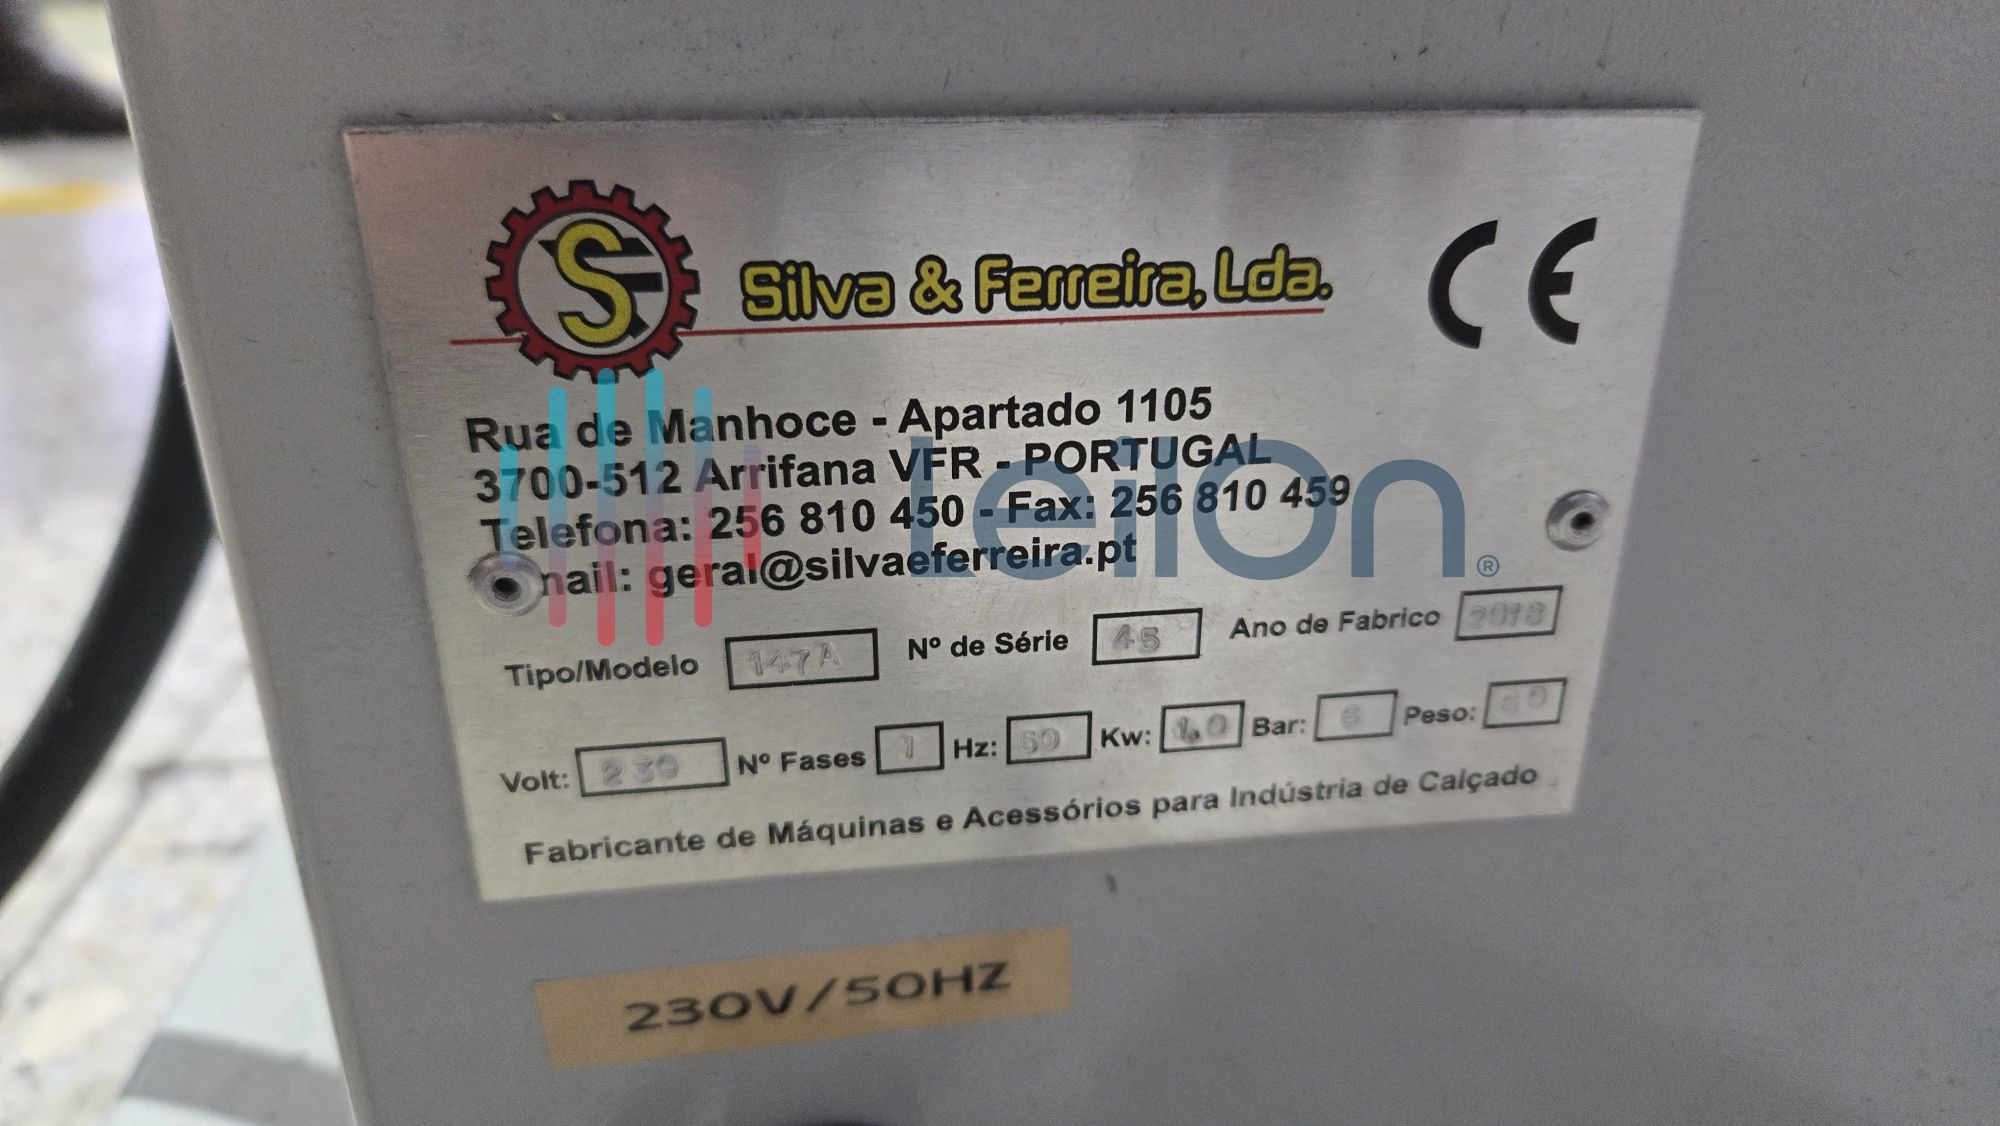 SF
Silva & Ferreira, Lda.
CE
Rua de Manhoce - Apartado 1105
3700-512 Arrifana VFR - PORTUGAL
Telefona: 256 810 450 - Fax: 256 810 459
mail: geral@silvaeferreira.pt
Leilon®
Tipo/Modelo 147A Nº de Série 45 Ano de Fabrico 2018
Volt: 230 Nº Fases 1 Hz: 50 Kw: 1.0 Bar: 6 Peso:
Fabricante de Máquinas e Acessórios para Indústria de Calçado
230V/50HZ